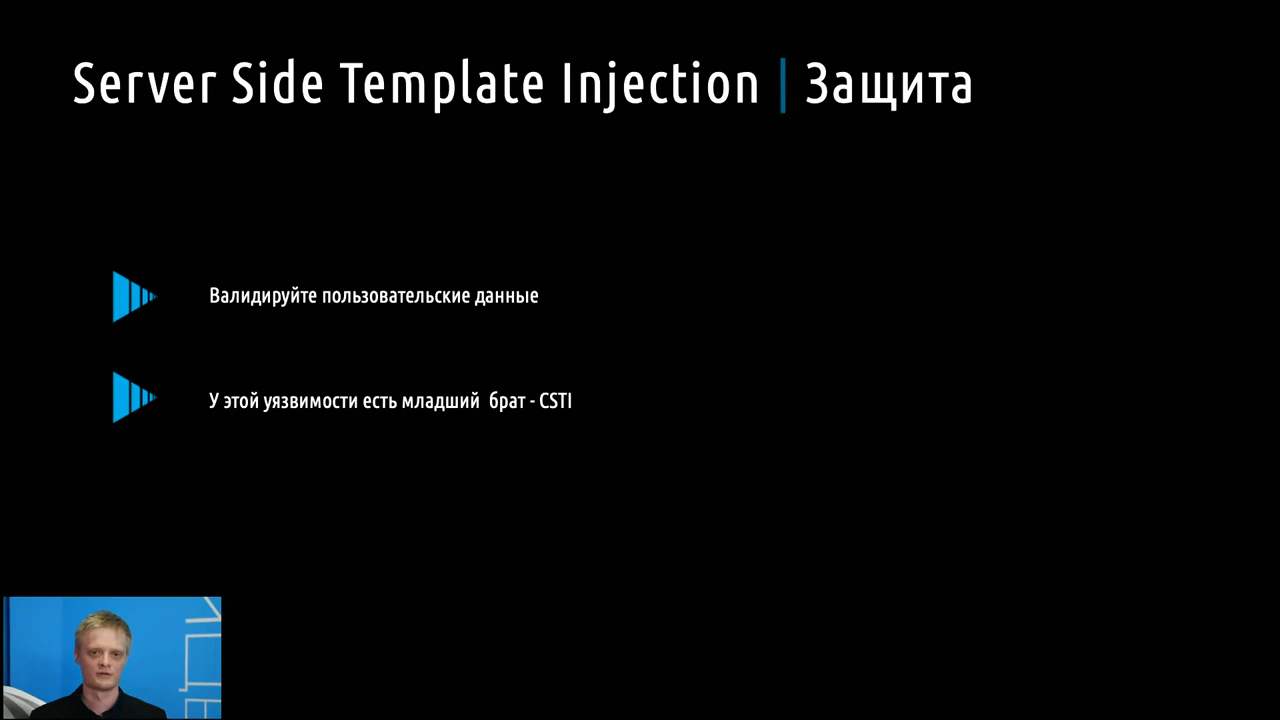 Server Side Template Injection | Защита
Валидируйте пользовательские данные
У этой уязвимости есть младший  брат - CSTI